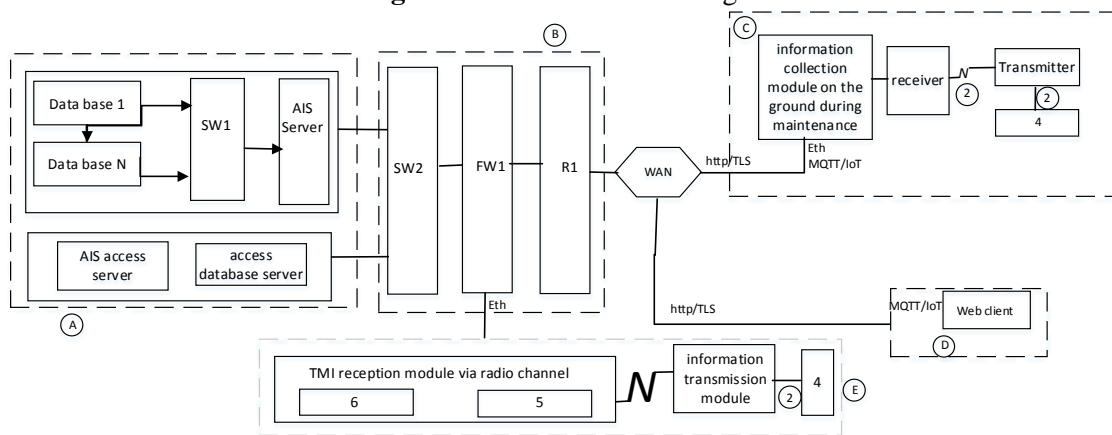 B
C
A
Data base 1
Data base N
SW1
AIS
Server
AIS access
server
access
database server
SW2
FW1
R1
Eth
WAN
http/TLS
information
collection
module on the
ground during
maintenance
receiver
N
2
Transmitter
2
4
Eth
MQTT/IoT
http/TLS
MQTT/IoT
Web client
D
TMI reception module via radio channel
6
5
N
information
transmission
module
2
4
E